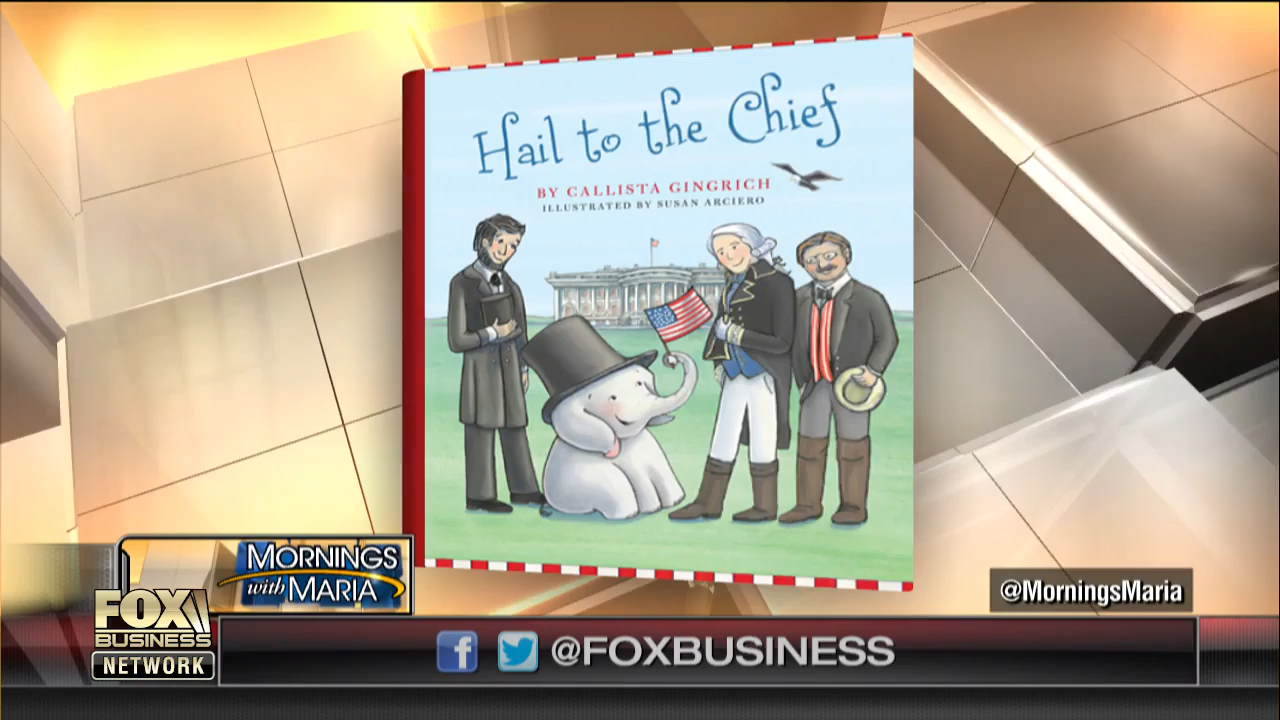 Hail to the Chief
BY CALLISTA GINGRICH
ILLUSTRATED BY SUSAN ARCIERO
MORNINGS
with MARIA
@MorningsMaria
FOX
BUSINESS
NETWORK
f
@FOXBUSINESS